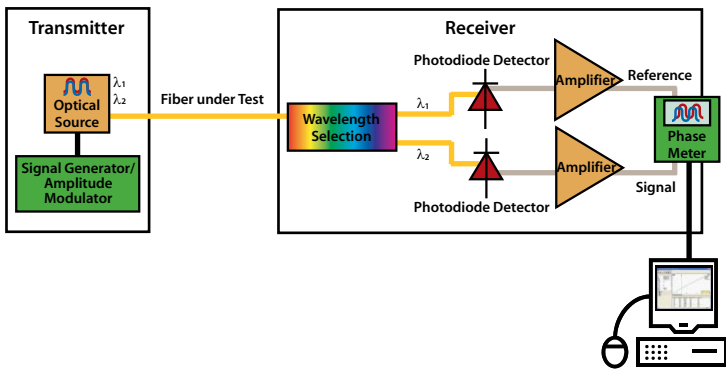 Transmitter
Optical
Source
λ₁
λ₂
Signal Generator/
Amplitude
Modulator
Fiber under Test
Receiver
Wavelength
Selection
λ₁
λ₂
Photodiode Detector
Amplifier
Reference
Photodiode Detector
Amplifier
Signal
Phase
Meter